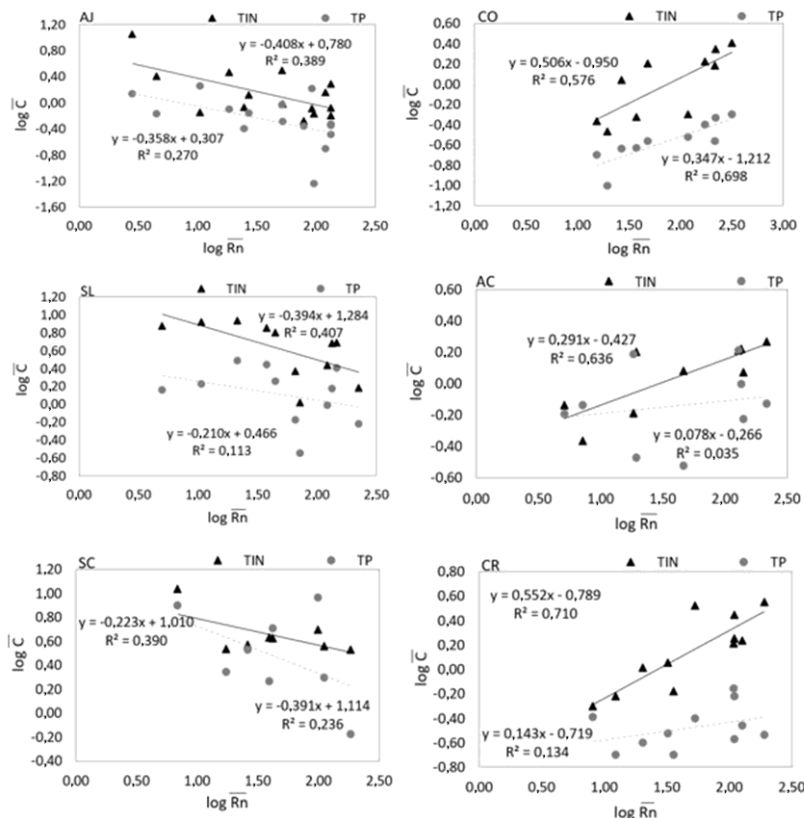 AJ ▲ TIN ● TP
1,20
0,80
0,40
0,00
-0,40
-0,80
-1,20
-1,60
y = -0,408x + 0,780
R² = 0,389
y = -0,358x + 0,307
R² = 0,270
0,00 0,50 1,00 1,50 2,00 2,50
log C
log Rn
CO ▲ TIN ● TP
0,60
0,40
0,20
0,00
-0,20
-0,40
-0,60
-0,80
-1,00
-1,20
y = 0,506x - 0,950
R² = 0,576
y = 0,347x - 1,212
R² = 0,698
0,00 0,50 1,00 1,50 2,00 2,50 3,00
log C
log Rn
SL ▲ TIN ● TP
1,20
1,00
0,80
0,60
0,40
0,20
0,00
-0,20
-0,40
-0,60
-0,80
y = -0,394x + 1,284
R² = 0,407
y = -0,210x + 0,466
R² = 0,113
0,00 0,50 1,00 1,50 2,00 2,50
log C
log Rn
AC ▲ TIN ● TP
0,60
0,40
0,20
0,00
-0,20
-0,40
-0,60
y = 0,291x - 0,427
R² = 0,636
y = 0,078x - 0,266
R² = 0,035
0,00 0,50 1,00 1,50 2,00 2,50
log C
log Rn
SC ▲ TIN ● TP
1,20
1,00
0,80
0,60
0,40
0,20
0,00
-0,20
-0,40
y = -0,223x + 1,010
R² = 0,390
y = -0,391x + 1,114
R² = 0,236
0,00 0,50 1,00 1,50 2,00 2,50
log C
log Rn
CR ▲ TIN ● TP
0,80
0,60
0,40
0,20
0,00
-0,20
-0,40
-0,60
-0,80
y = 0,552x - 0,789
R² = 0,710
y = 0,143x - 0,719
R² = 0,134
0,00 0,50 1,00 1,50 2,00 2,50
log C
log Rn